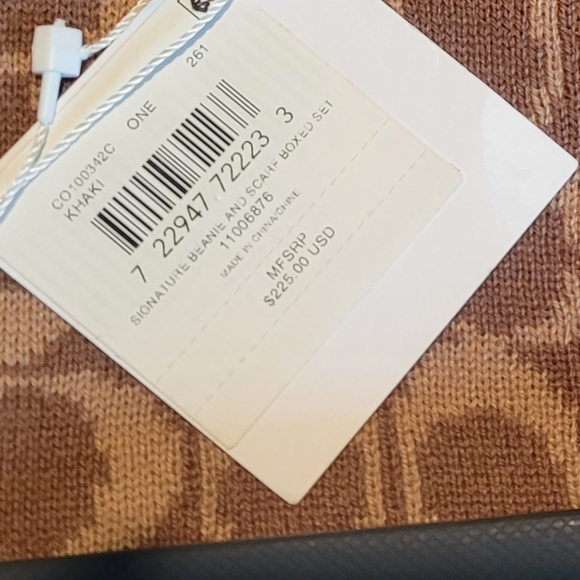 CO100342C ONE 261
KHAKI
7 22947 72223 3
SIGNATURE BEANIE AND SCARF BOXED SET
11006876
MADE IN CHINA/CHINE
MFSRP
$225.00 USD